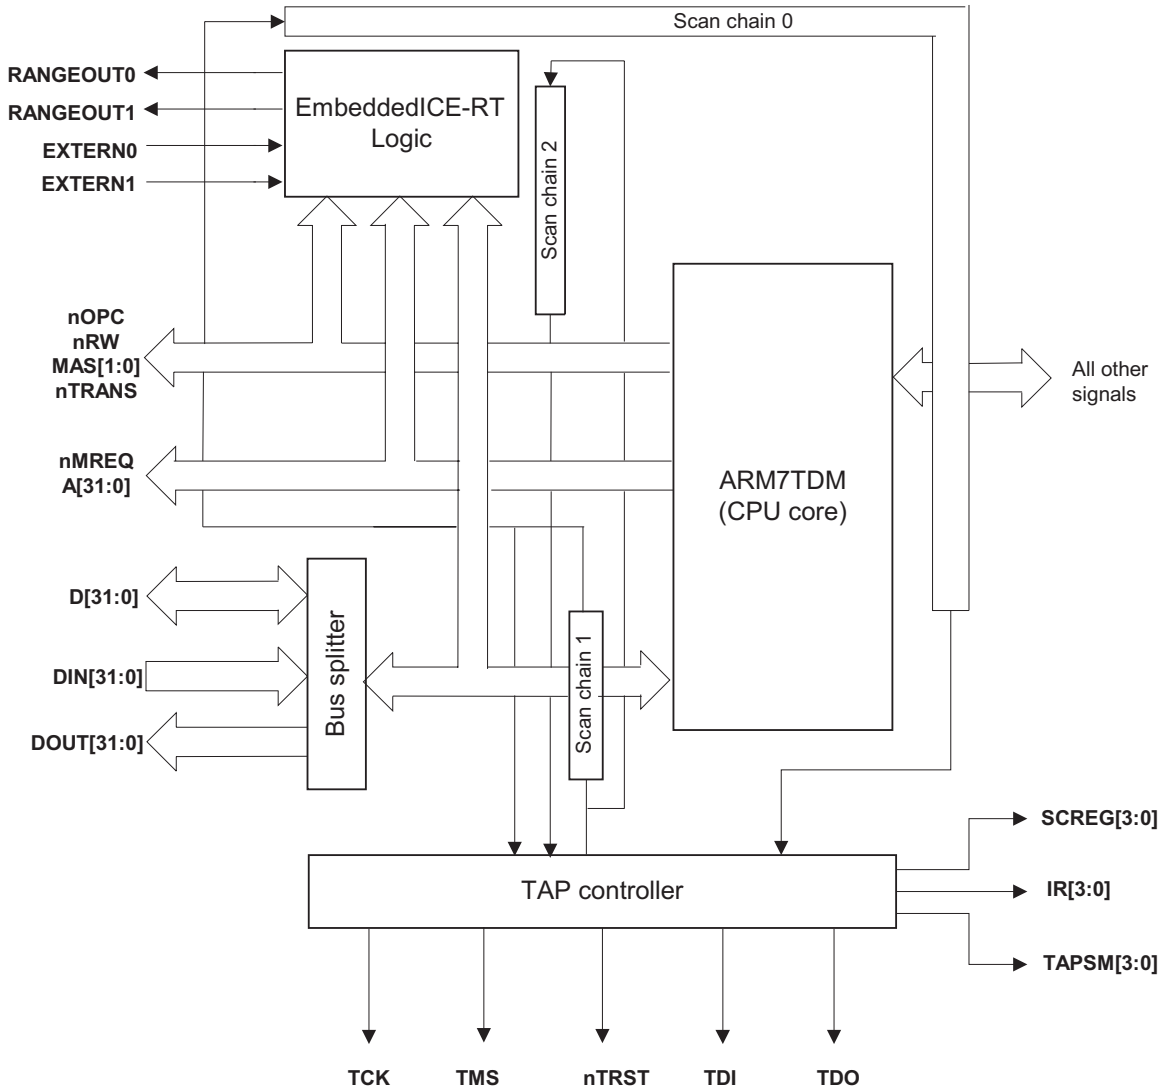 Scan chain 0
RANGEOUT0
RANGEOUT1
EXTERN0
EXTERN1
EmbeddedICE-RT
Logic
Scan chain 2
nOPC
nRW
MAS[1:0]
nTRANS
All other
signals
nMREQ
A[31:0]
ARM7TDM
(CPU core)
D[31:0]
DIN[31:0]
DOUT[31:0]
Bus splitter
Scan chain 1
SCREG[3:0]
TAP controller
IR[3:0]
TAPSM[3:0]
TCK
TMS
nTRST
TDI
TDO